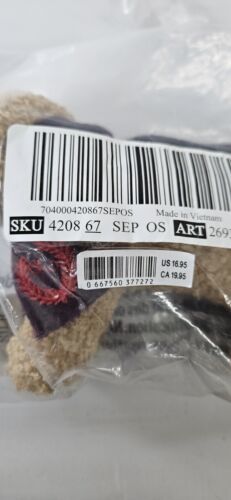 704000420867SEPOS
Made in Vietnam
SKU 4208 67 SEP OS ART 2693
US 16.95
CA 19.95
0 667560 377272